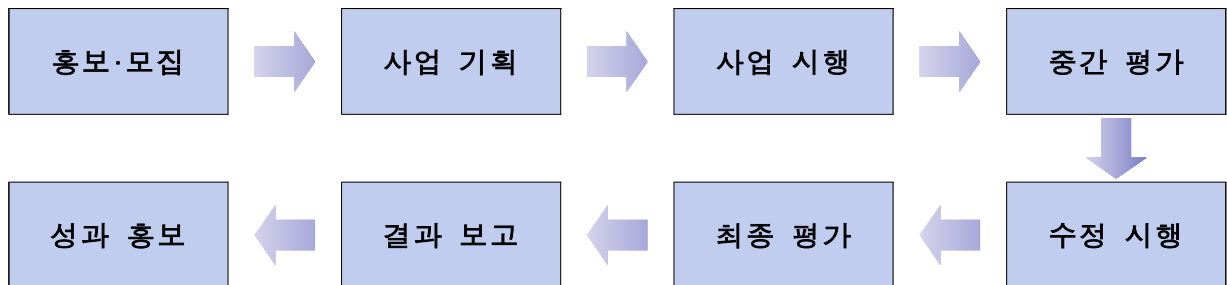 홍보·모집
사업 기획
사업 시행
중간 평가
수정 시행
최종 평가
결과 보고
성과 홍보